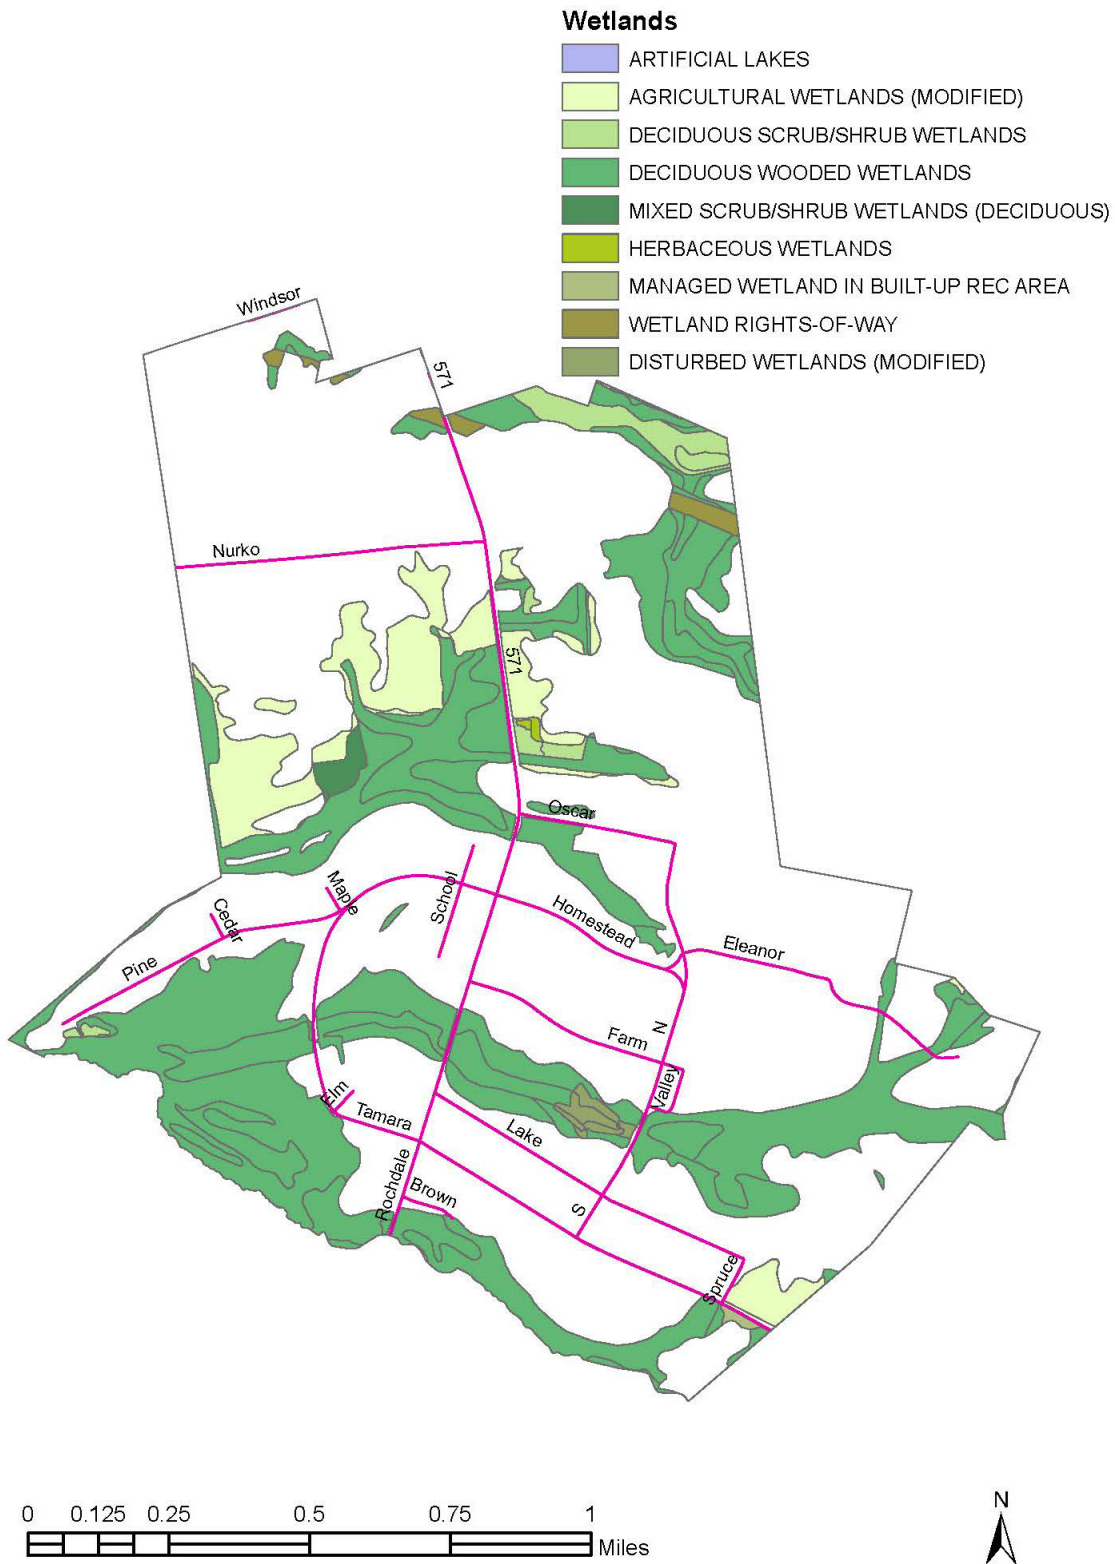 Wetlands
ARTIFICIAL LAKES
AGRICULTURAL WETLANDS (MODIFIED)
DECIDUOUS SCRUB/SHRUB WETLANDS
DECIDUOUS WOODED WETLANDS
MIXED SCRUB/SHRUB WETLANDS (DECIDUOUS)
HERBACEOUS WETLANDS
MANAGED WETLAND IN BUILT-UP REC AREA
WETLAND RIGHTS-OF-WAY
DISTURBED WETLANDS (MODIFIED)
Windsor
571
Nurko
571
Oscar
Maple
School
Cedar
Homestead
Eleanor
Pine
N
Farm
Valley
Elm
Tamara
Lake
Rochdale
Brown
S
Spruce
0 0.125 0.25 0.5 0.75 1
Miles
N